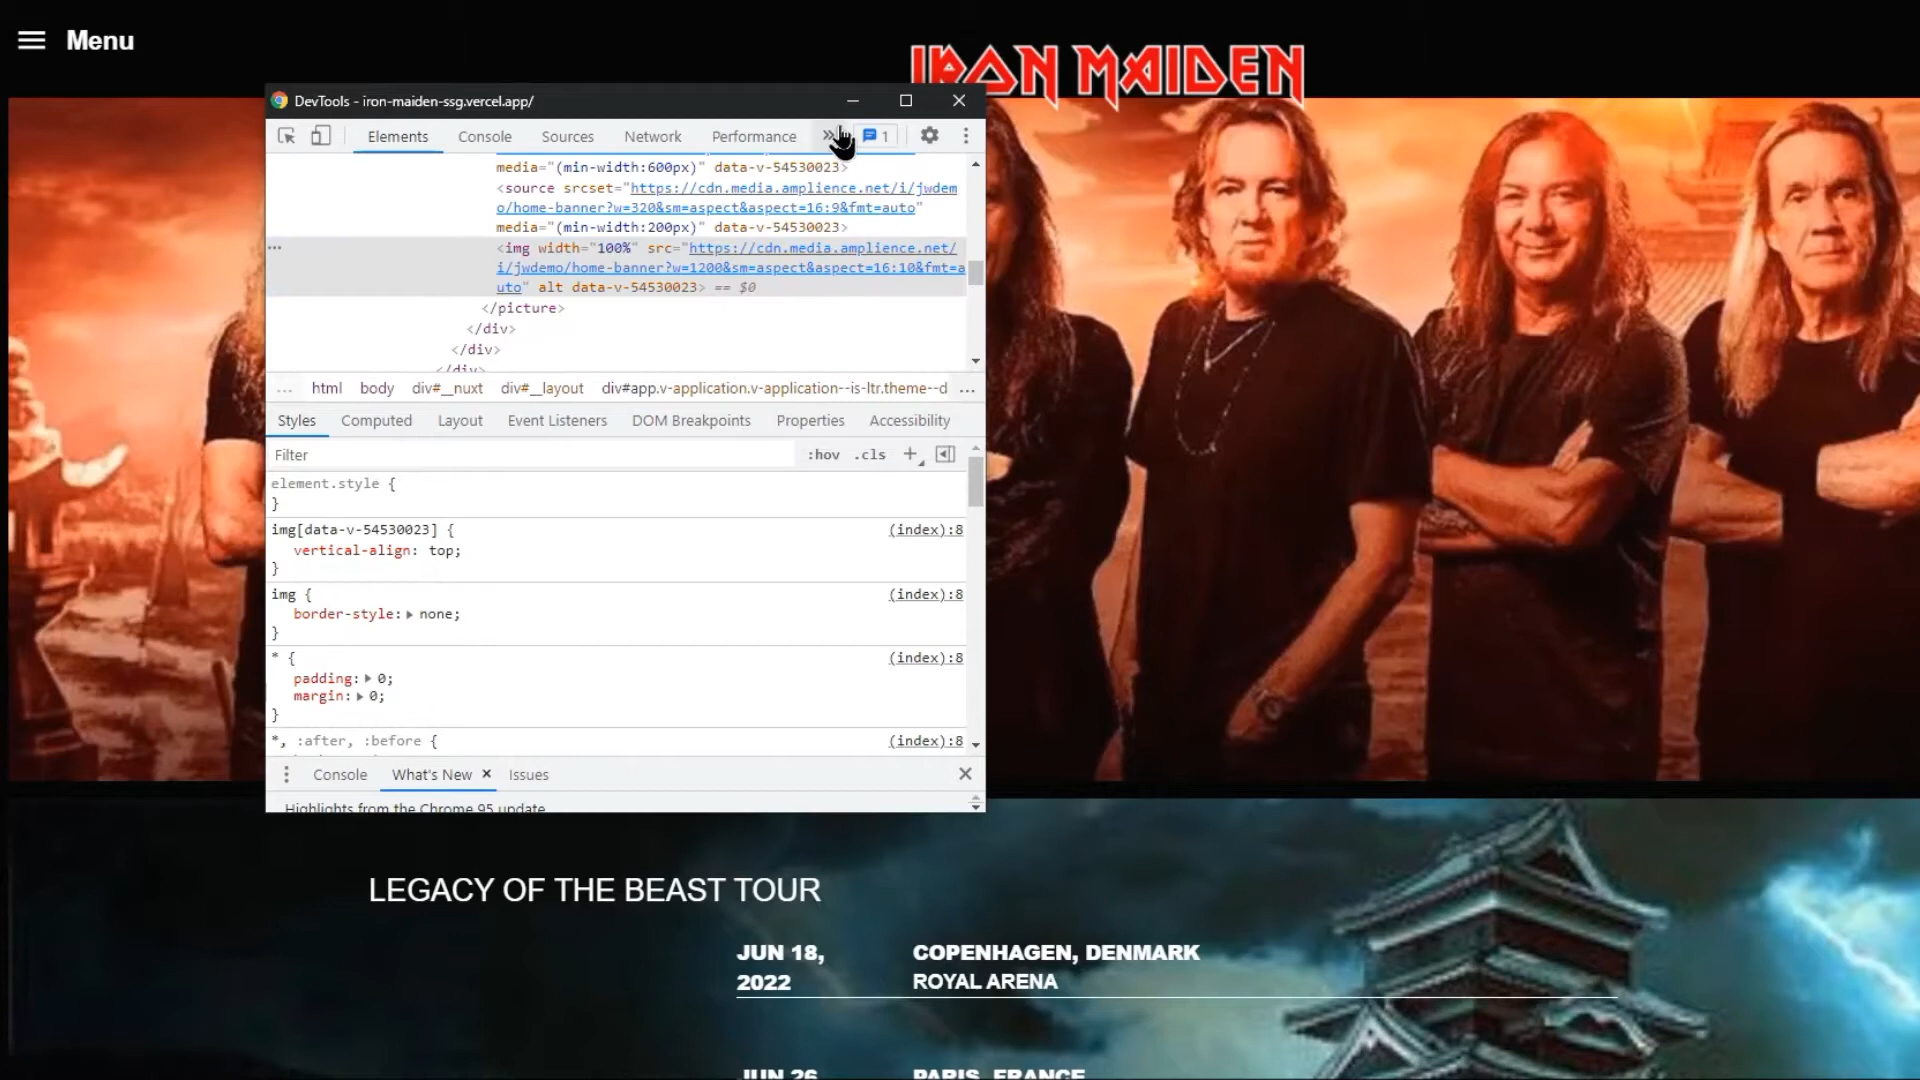 Menu
IRON MAIDEN
DevTools - iron-maiden-ssg.vercel.app/
Elements Console Sources Network Performance » 1
media="(min-width:600px)" data-v-54530023>
<source srcset="https://cdn.media.amplience.net/i/jwdem
o/home-banner?w=320&sm=aspect&aspect=16:9&fmt=auto"
media="(min-width:200px)" data-v-54530023>
<img width="100%" src="https://cdn.media.amplience.net/
i/jwdemo/home-banner?w=1200&sm=aspect&aspect=16:10&fmt=a
uto" alt data-v-54530023> == $0
</picture>
</div>
</div>
</div>
... html body div#__nuxt div#__layout div#app.v-application.v-application--is-ltr.theme--d ...
Styles Computed Layout Event Listeners DOM Breakpoints Properties Accessibility
Filter :hov .cls +
element.style {
}
img[data-v-54530023] { (index):8
vertical-align: top;
}
img { (index):8
border-style: none;
}
* { (index):8
padding: 0;
margin: 0;
}
*, :after, :before { (index):8
Console What's New × Issues
Highlights from the Chrome 95 update
LEGACY OF THE BEAST TOUR
JUN 18, COPENHAGEN, DENMARK
2022 ROYAL ARENA
JUN 26 PARIS, FRANCE